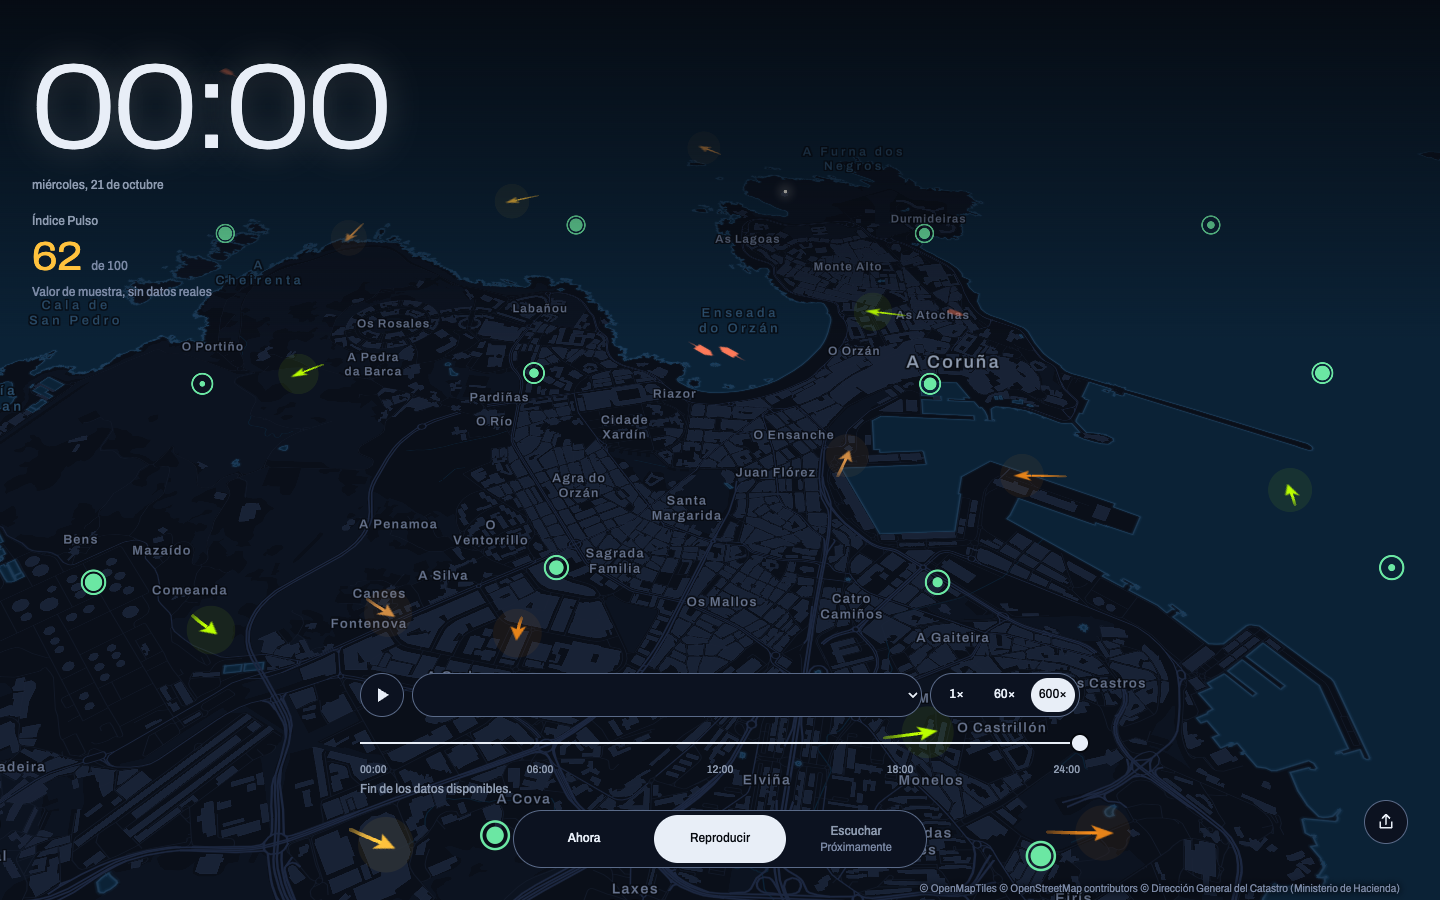 00:00
miércoles, 21 de octubre
Índice Pulso
62 de 100
Valor de muestra, sin datos reales
A Furna dos
Negros
Durmideiras
As Lagoas
Monte Alto
A
Cheirenta
Cala de
San Pedro
Labañou
Enseada
do Orzán
As Atochas
Os Rosales
O Portiño
A Pedra
da Barca
O Orzán
A Coruña
Riazor
Pardiñas
O Río
Cidade
Xardín
O Ensanche
Juan Flórez
Agra do
Orzán
Santa
Margarida
A Penamoa
O
Ventorrillo
Bens
Mazaído
Sagrada
Familia
A Silva
Comeanda
Cances
Fontenova
Os Mallos
Catro
Camiños
A Gaiteira
s Castros
1×
60×
600×
O Castrillón
00:00
06:00
12:00
18:00
24:00
adeira
Elviña
Monelos
Fin de los datos disponibles.
A Cova
Ahora
Reproducir
Escuchar
Próximamente
das
s
Laxes
© OpenMapTiles © OpenStreetMap contributors © Dirección General del Catastro (Ministerio de Hacienda)
Eirís